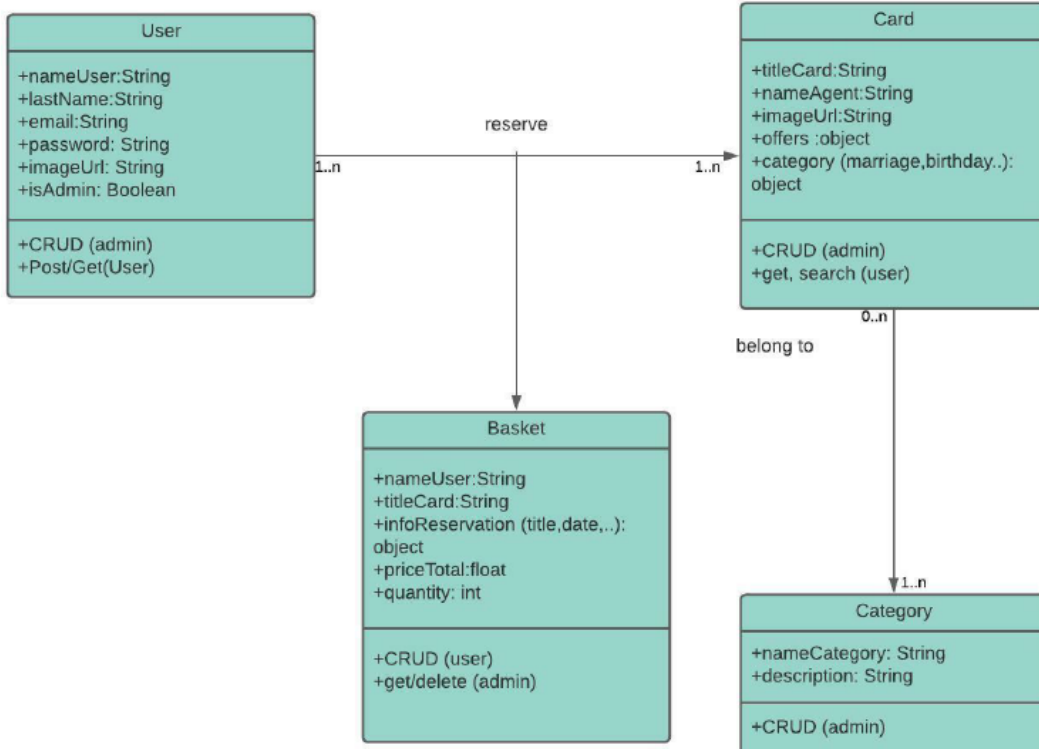 User
+nameUser:String
+lastName:String
+email:String
+password: String
+imageUrl: String
+isAdmin: Boolean
+CRUD (admin)
+Post/Get(User)
reserve
1..n
1..n
Card
+titleCard:String
+nameAgent:String
+imageUrl:String
+offers :object
+category (marriage,birthday..):
object
+CRUD (admin)
+get, search (user)
0..n
belong to
1..n
Basket
+nameUser:String
+titleCard:String
+infoReservation (title,date,..):
object
+priceTotal:float
+quantity: int
+CRUD (user)
+get/delete (admin)
Category
+nameCategory: String
+description: String
+CRUD (admin)